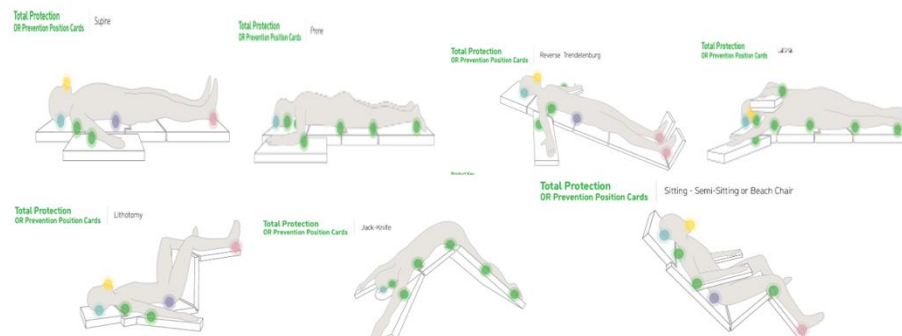 Total Protection
OR Prevention Position Cards
Supine
Total Protection
OR Prevention Position Cards
Prone
Total Protection
OR Prevention Position Cards
Reverse Trendelenburg
Total Protection
OR Prevention Position Cards
Total Protection
OR Prevention Position Cards
Lithotomy
Total Protection
OR Prevention Position Cards
Jack-Knife
Total Protection
OR Prevention Position Cards
Sitting - Semi-Sitting or Beach Chair